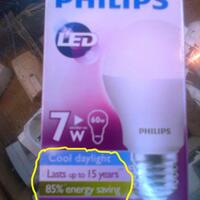 PHILIPS
LED
7W 60w
PHILIPS
Cool daylight
Lasts up to 15 years
85% energy saving